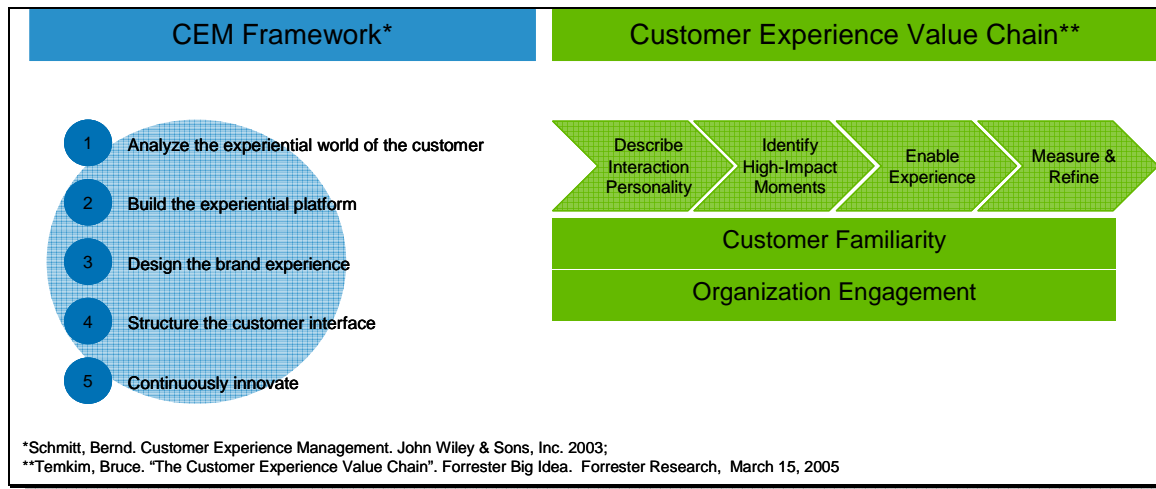 CEM Framework*
1 Analyze the experiential world of the customer
2 Build the experiential platform
3 Design the brand experience
4 Structure the customer interface
5 Continuously innovate
Customer Experience Value Chain**
Describe
Interaction
Personality
Identify
High-Impact
Moments
Enable
Experience
Measure &
Refine
Customer Familiarity
Organization Engagement
*Schmitt, Bernd. Customer Experience Management. John Wiley & Sons, Inc. 2003;
**Temkim, Bruce. “The Customer Experience Value Chain”. Forrester Big Idea. Forrester Research, March 15, 2005